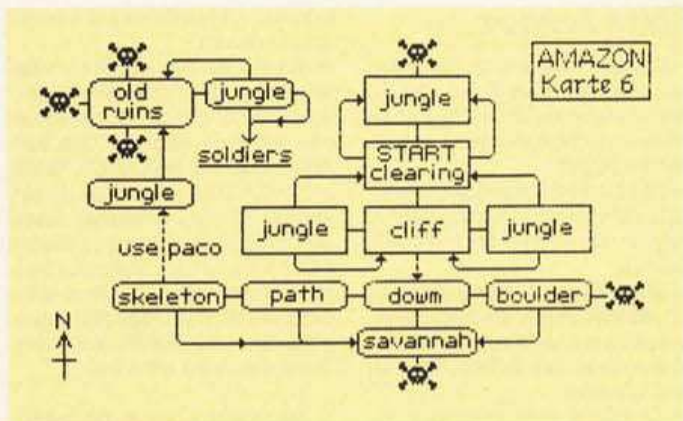 AMAZON
Karte 6
old
ruins
jungle
jungle
soldiers
START
clearing
jungle
jungle
cliff
jungle
use paco
skeleton
path
dowm
boulder
N
savannah